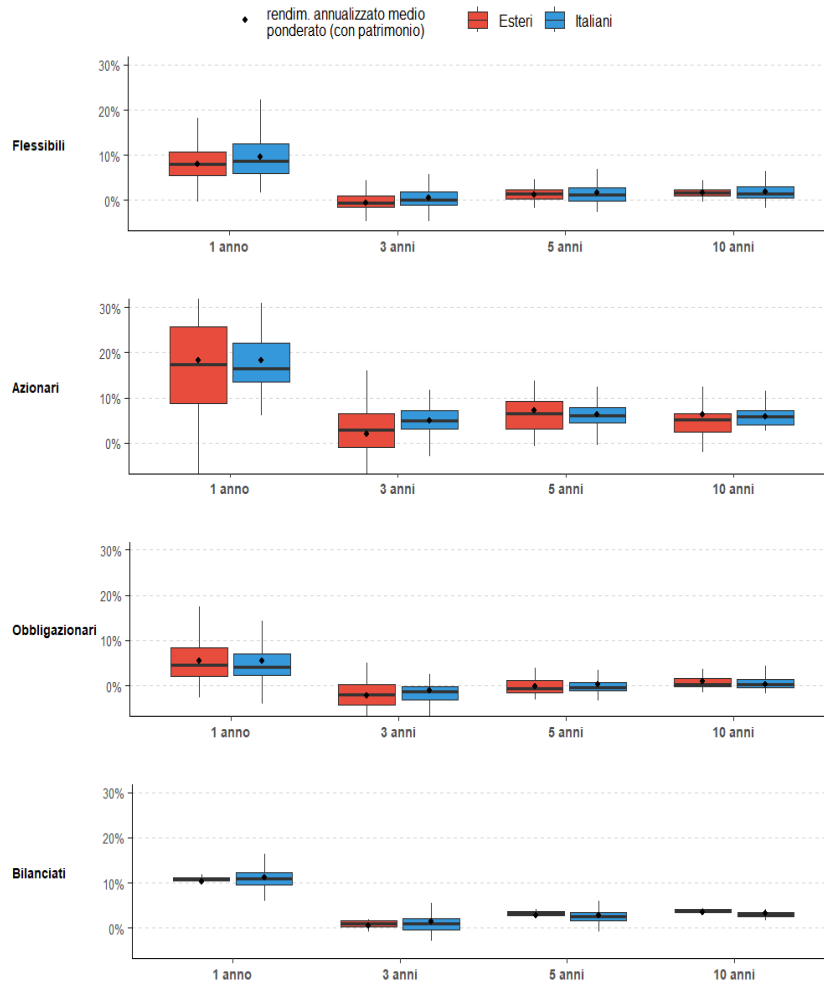 rendim. annualizzato medio
ponderato (con patrimonio)
Esteri
Italiani
Flessibili
30%
20%
10%
0%
1 anno
3 anni
5 anni
10 anni
Azionari
30%
20%
10%
0%
1 anno
3 anni
5 anni
10 anni
Obbligazionari
30%
20%
10%
0%
1 anno
3 anni
5 anni
10 anni
Bilanciati
30%
20%
10%
0%
1 anno
3 anni
5 anni
10 anni